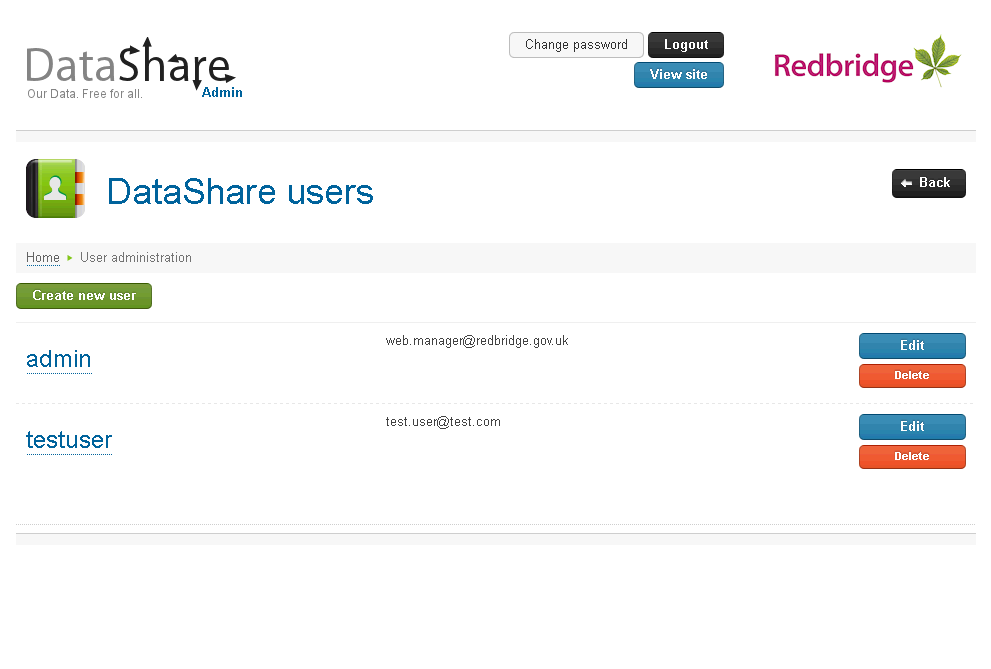 DataShare
Our Data. Free for all.
Admin
Change password
Logout
View site
Redbridge
DataShare users
Back
Home
User administration
Create new user
admin
web.manager@redbridge.gov.uk
Edit
Delete
testuser
test.user@test.com
Edit
Delete